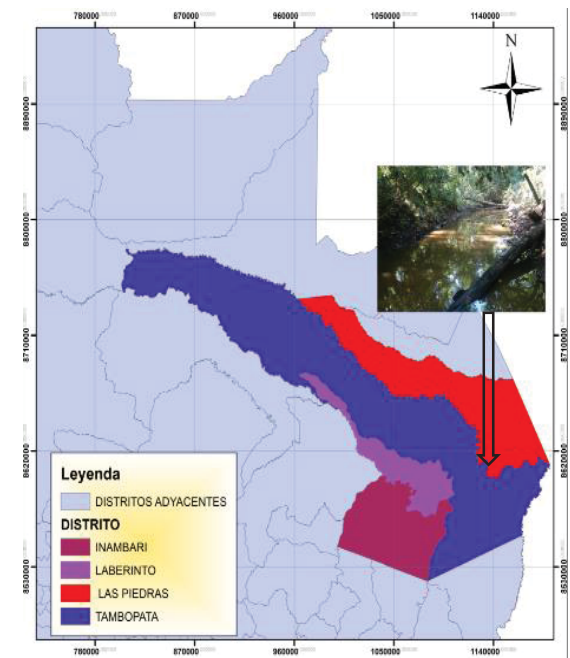 780000 870000 960000 1050000 1140000
N
8890000 8890000
8800000 8800000
8710000 8710000
8620000 8620000
8530000 8530000
Leyenda
DISTRITOS ADYACENTES
DISTRITO
INAMBARI
LABERINTO
LAS PIEDRAS
TAMBOPATA
780000 870000 960000 1050000 1140000